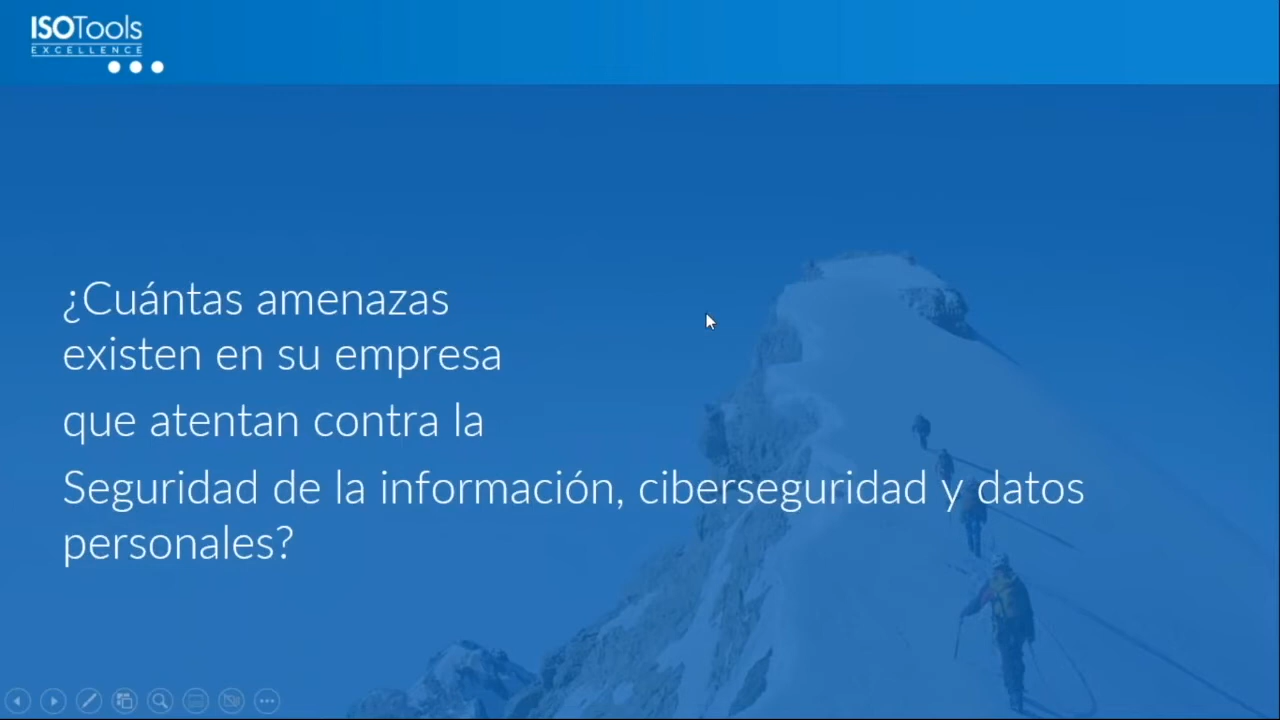 ISOTools
EXCELLENCE
¿Cuántas amenazas
existen en su empresa
que atentan contra la
Seguridad de la información, ciberseguridad y datos
personales?